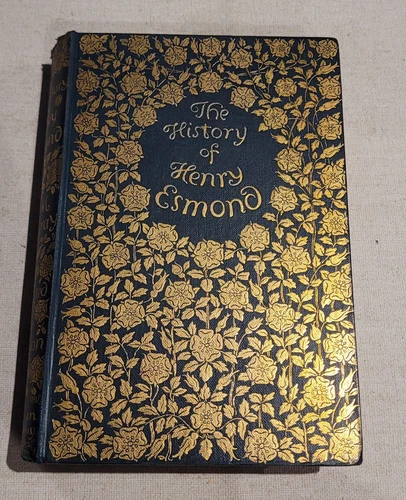 The
History
of
Henry
Esmond